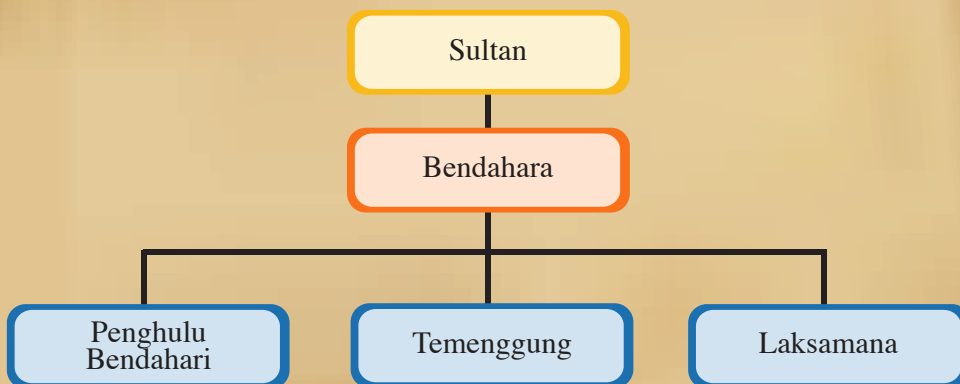 Sultan
Bendahara
Penghulu
Bendahari
Temenggung
Laksamana